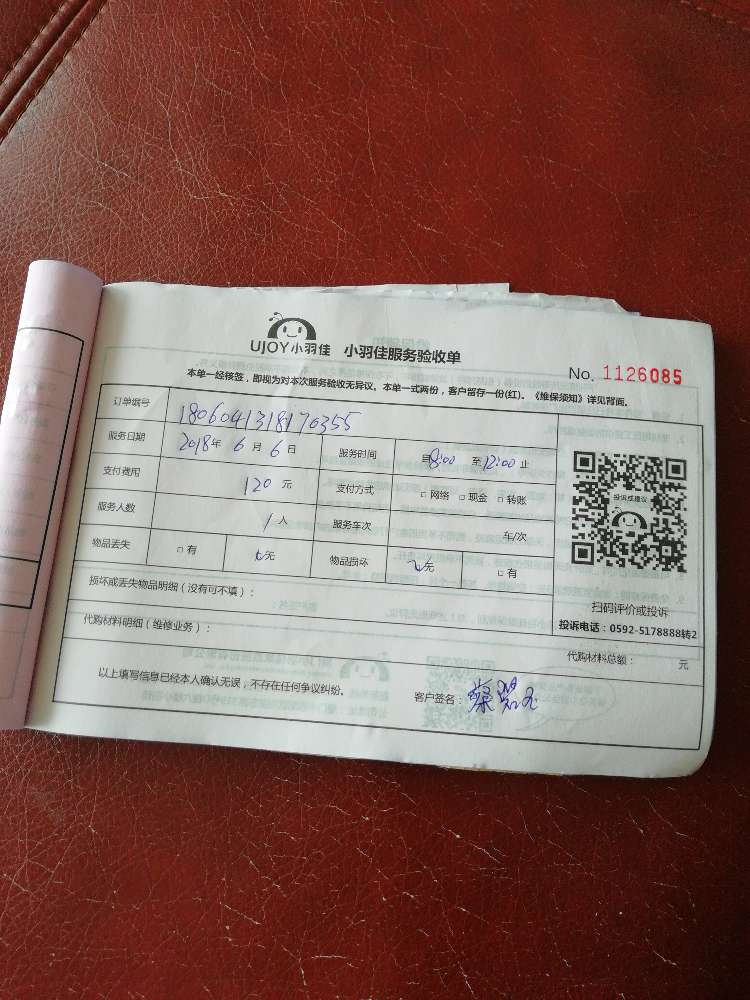 UJOY小羽佳 小羽佳服务验收单
No. 1126085
本单一经核签，即视为对本次服务验收无异议。本单一式两份，客户留存一份(红)。《维保须知》详见背面。
订单编号 1806041318170355
服务日期 2018年 6月 6日 服务时间 8:00 至 12:00 止
支付费用 120 元 支付方式 □ 网络 □ 现金 □ 转账
服务人数 1 人 服务车次 车/次
物品丢失 □ 有 ☑无 物品损坏 ☑无 □ 有
投诉或建议
扫码评价或投诉
投诉电话：0592-5178888转2
损坏或丢失物品明细（没有可不填）：
代购材料明细（维修业务）：
代购材料总额： 元
以上填写信息已经本人确认无误，不存在任何争议纠纷。 客户签名：蔡